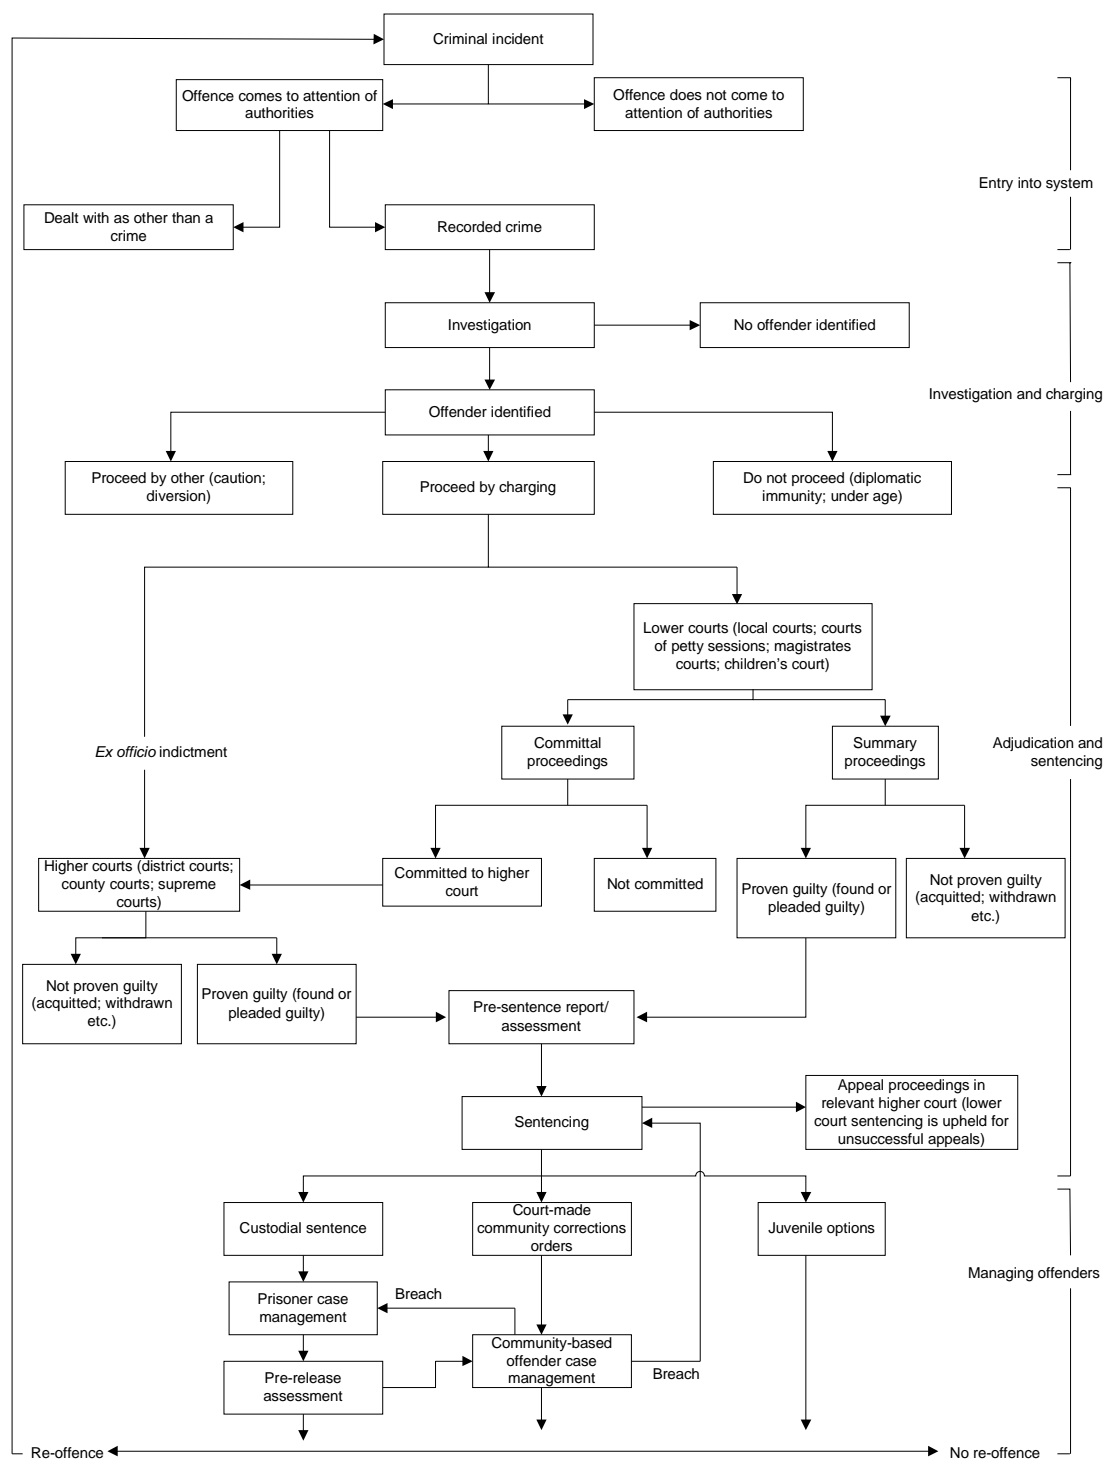 Criminal incident
Offence comes to attention of
authorities
Offence does not come to
attention of authorities
Entry into system
Dealt with as other than a
crime
Recorded crime
Investigation
No offender identified
Investigation and charging
Offender identified
Proceed by other (caution;
diversion)
Proceed by charging
Do not proceed (diplomatic
immunity; under age)
Lower courts (local courts; courts
of petty sessions; magistrates
courts; children’s court)
Ex officio indictment
Committal
proceedings
Summary
proceedings
Adjudication and
sentencing
Higher courts (district courts;
county courts; supreme
courts)
Committed to higher
court
Not committed
Proven guilty (found or
pleaded guilty)
Not proven guilty
(acquitted; withdrawn
etc.)
Not proven guilty
(acquitted; withdrawn
etc.)
Proven guilty (found or
pleaded guilty)
Pre-sentence report/
assessment
Sentencing
Appeal proceedings in
relevant higher court (lower
court sentencing is upheld for
unsuccessful appeals)
Custodial sentence
Court-made
community corrections
orders
Juvenile options
Managing offenders
Prisoner case
management
Breach
Community-based
offender case
management
Breach
Pre-release
assessment
Re-offence
No re-offence